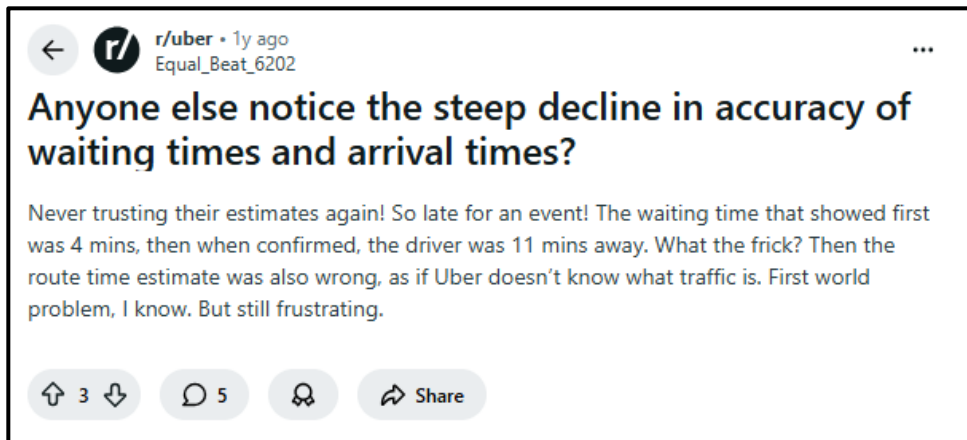 r/ r/uber • 1y ago
Equal_Beat_6202
Anyone else notice the steep decline in accuracy of
waiting times and arrival times?
Never trusting their estimates again! So late for an event! The waiting time that showed first
was 4 mins, then when confirmed, the driver was 11 mins away. What the frick? Then the
route time estimate was also wrong, as if Uber doesn't know what traffic is. First world
problem, I know. But still frustrating.
3 5 Share